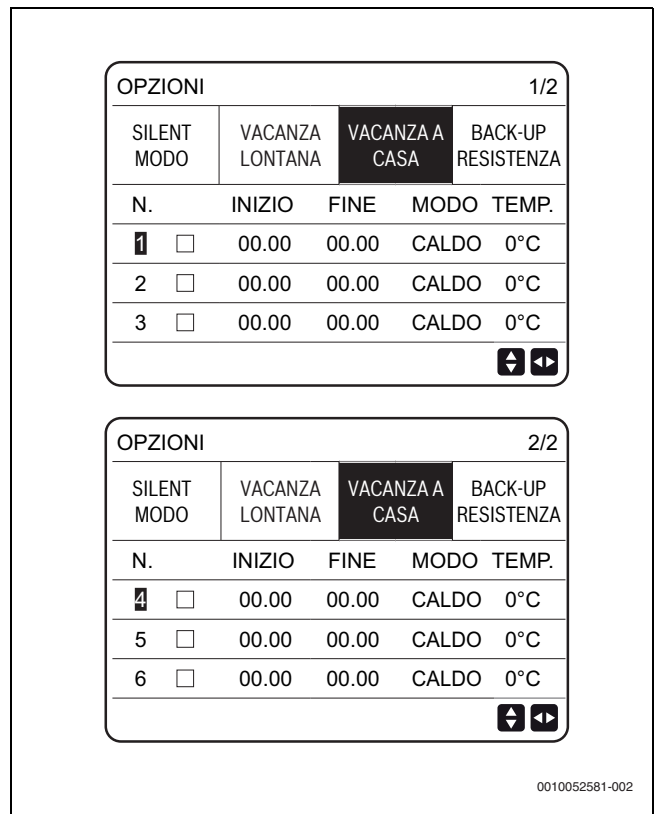 OPZIONI 1/2
SILENT MODO VACANZA LONTANA VACANZA A CASA BACK-UP RESISTENZA
N. INIZIO FINE MODO TEMP.
1 ☐ 00.00 00.00 CALDO 0°C
2 ☐ 00.00 00.00 CALDO 0°C
3 ☐ 00.00 00.00 CALDO 0°C
OPZIONI 2/2
SILENT MODO VACANZA LONTANA VACANZA A CASA BACK-UP RESISTENZA
N. INIZIO FINE MODO TEMP.
4 ☐ 00.00 00.00 CALDO 0°C
5 ☐ 00.00 00.00 CALDO 0°C
6 ☐ 00.00 00.00 CALDO 0°C
0010052581-002